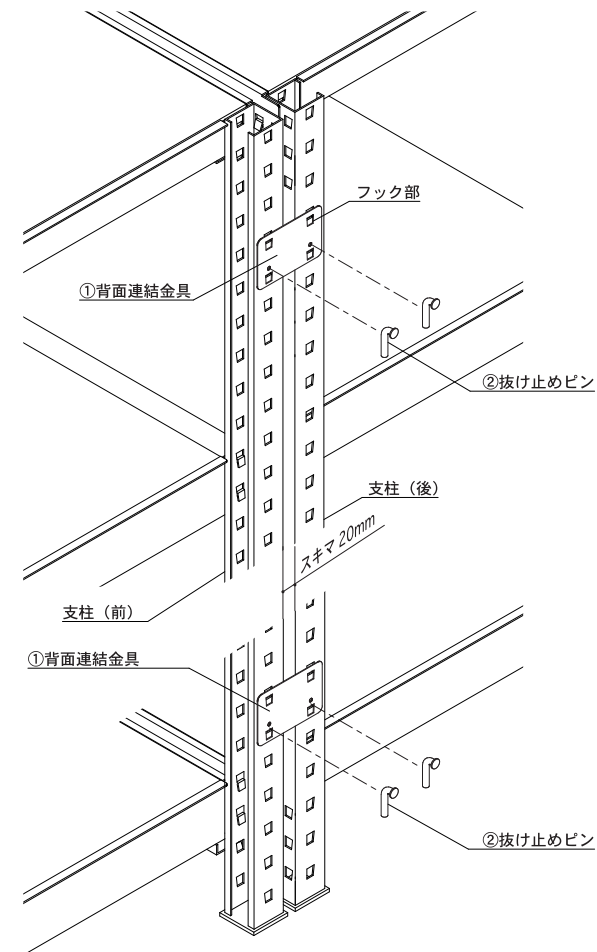 フック部
①背面連結金具
②抜け止めピン
支柱（後）
スキマ 20mm
支柱（前）
①背面連結金具
②抜け止めピン